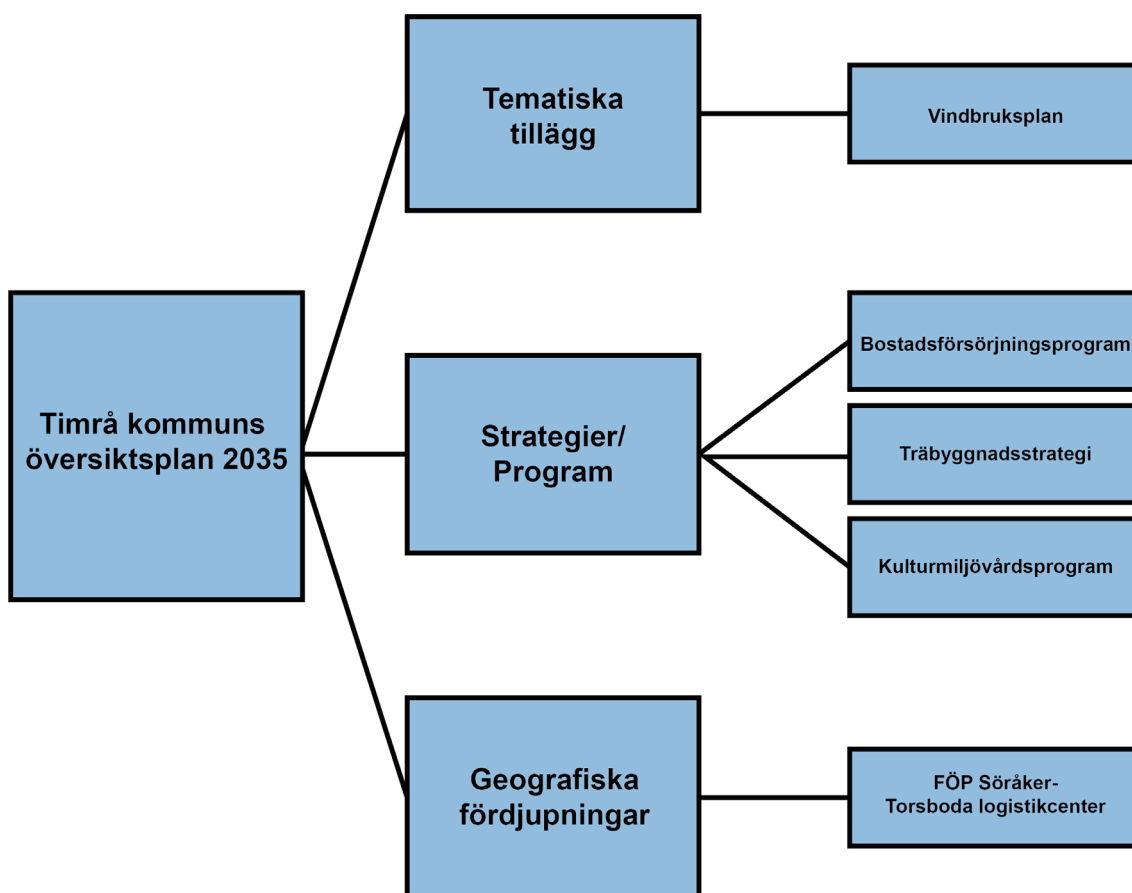 Timrå kommuns
översiktsplan 2035
Tematiska
tillägg
Vindbruksplan
Strategier/
Program
Bostadsförsörjningsprogram
Träbyggnadsstrategi
Kulturmiljövårdsprogram
Geografiska
fördjupningar
FÖP Söråker-
Torsboda logistikcenter